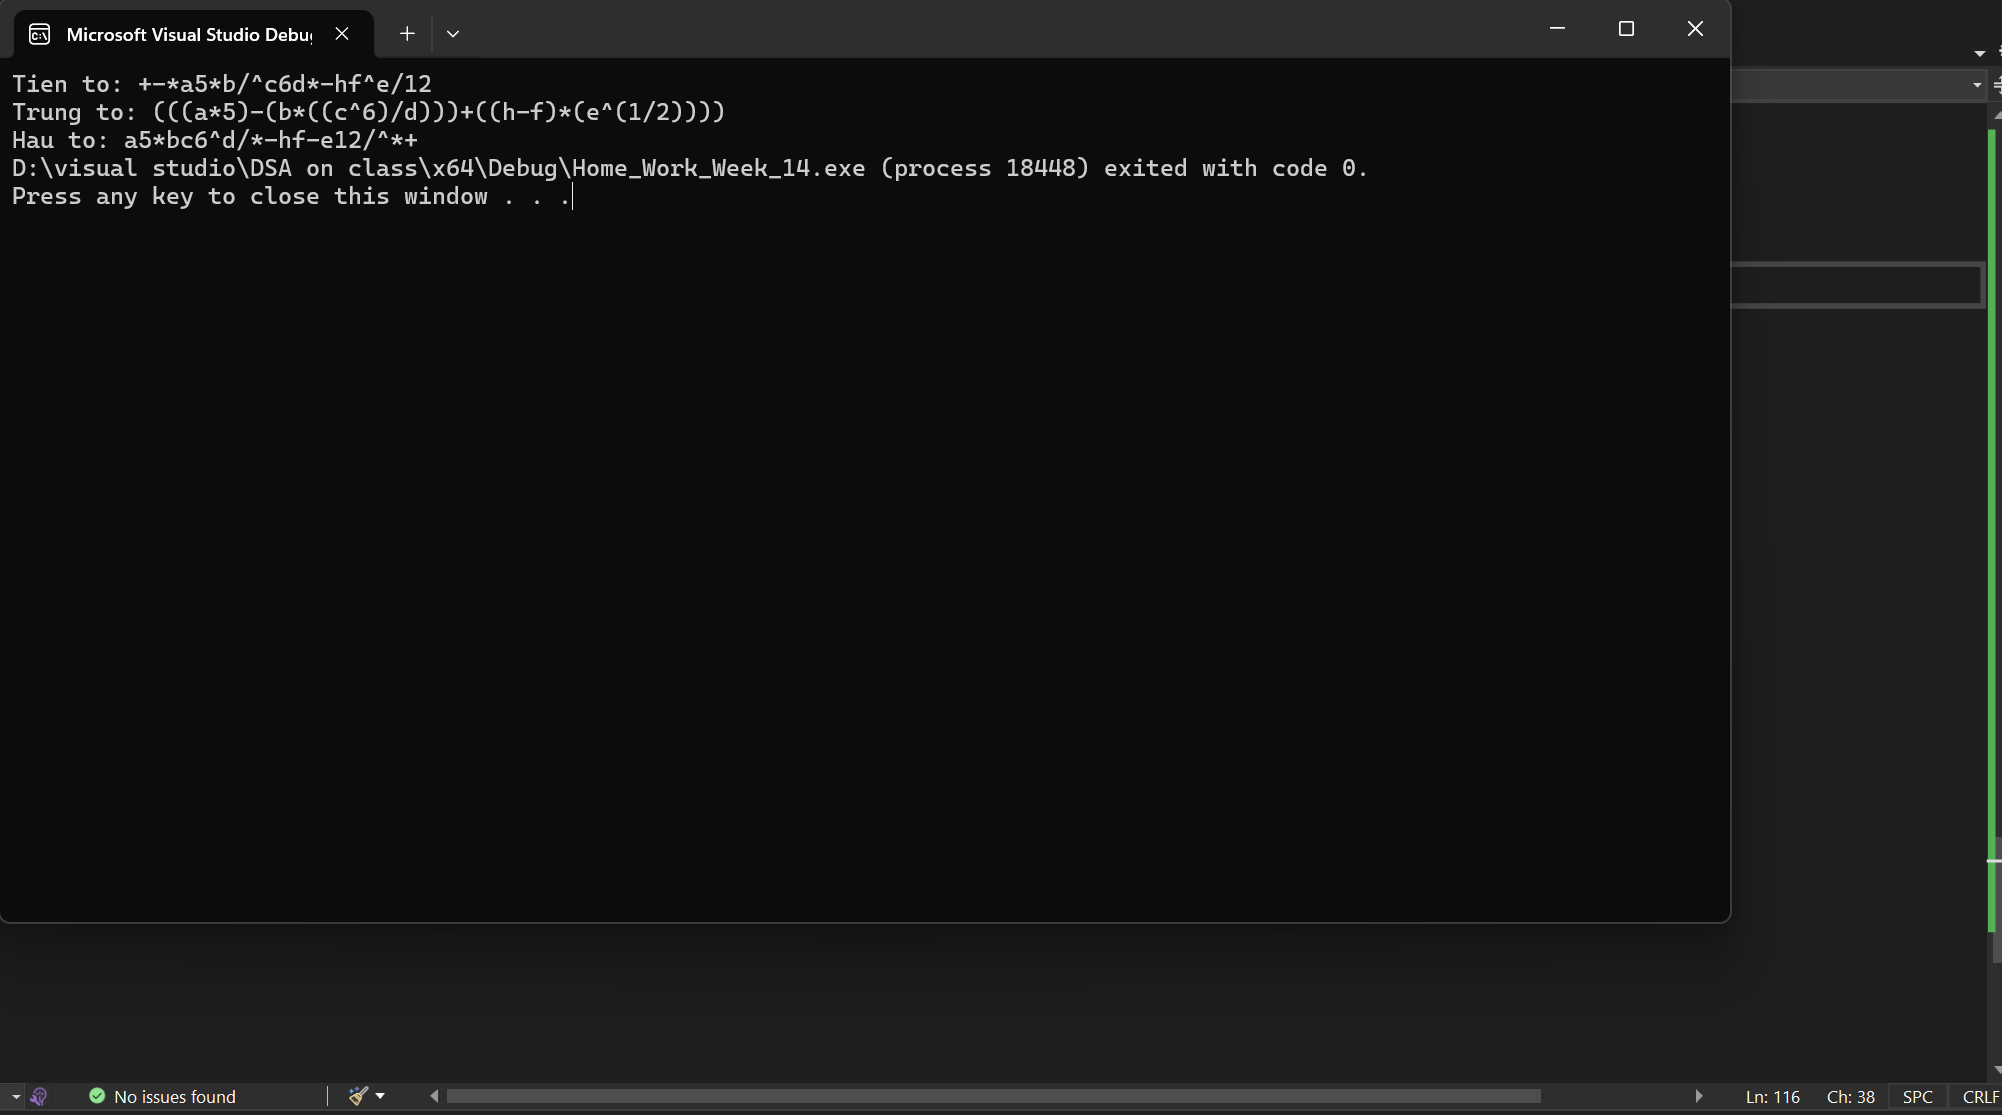 Microsoft Visual Studio Debu
Tien to: +-*a5*b/^c6d*-hf^e/12
Trung to: (((a*5)-(b*((c^6)/d)))+((h-f)*(e^(1/2))))
Hau to: a5*bc6^d/*-hf-e12/^*+
D:\visual studio\DSA on class\x64\Debug\Home_Work_Week_14.exe (process 18448) exited with code 0.
Press any key to close this window . . .
No issues found
Ln: 116 Ch: 38 SPC CRLF